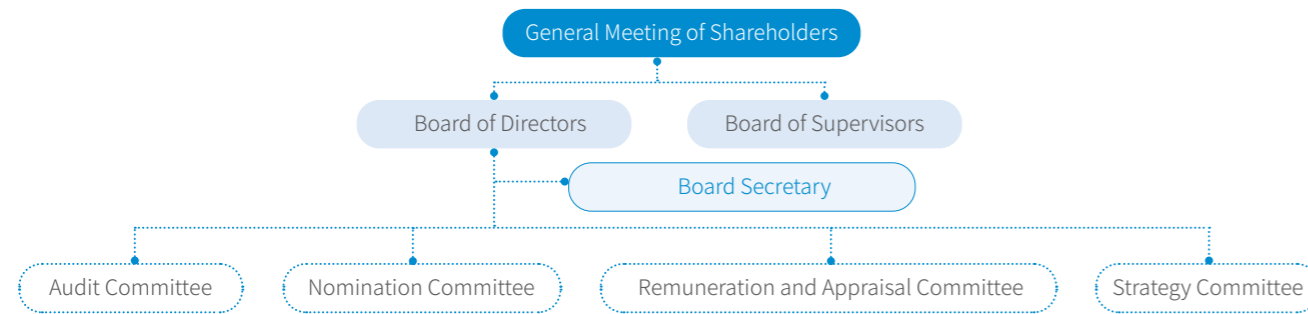 General Meeting of Shareholders
Board of Directors
Board of Supervisors
Board Secretary
Audit Committee
Nomination Committee
Remuneration and Appraisal Committee
Strategy Committee